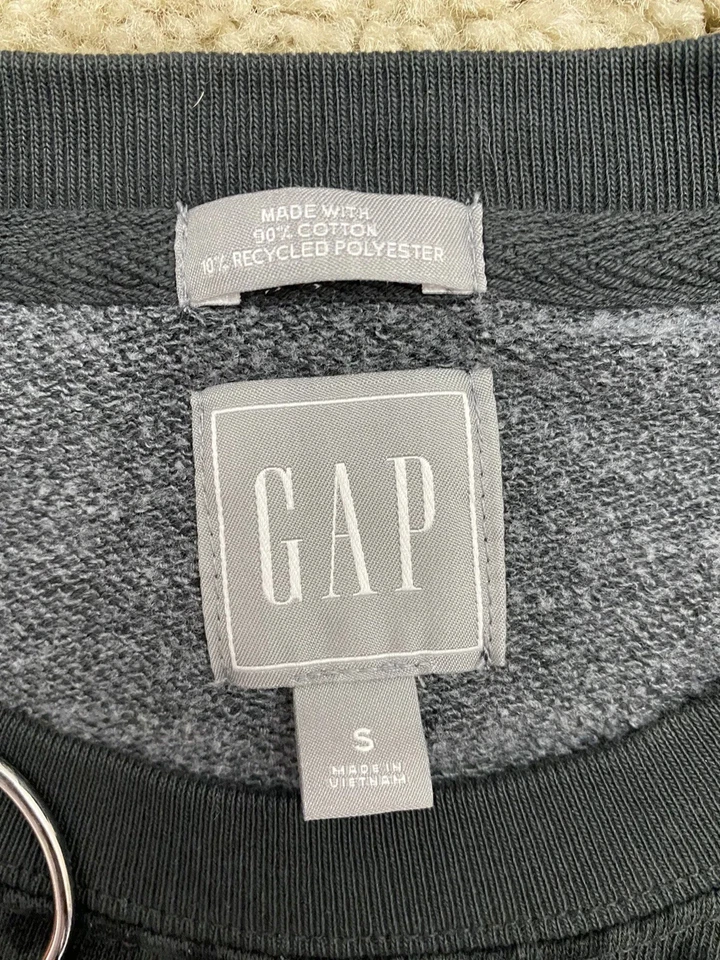 MADE WITH
90% COTTON
10% RECYCLED POLYESTER
GAP
S
MADE IN
VIETNAM